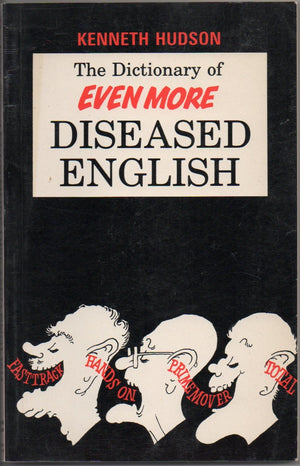 KENNETH HUDSON
The Dictionary of
EVEN MORE
DISEASED
ENGLISH
FAST TRACK
HANDS ON
PRIME MOVER
TOTAL